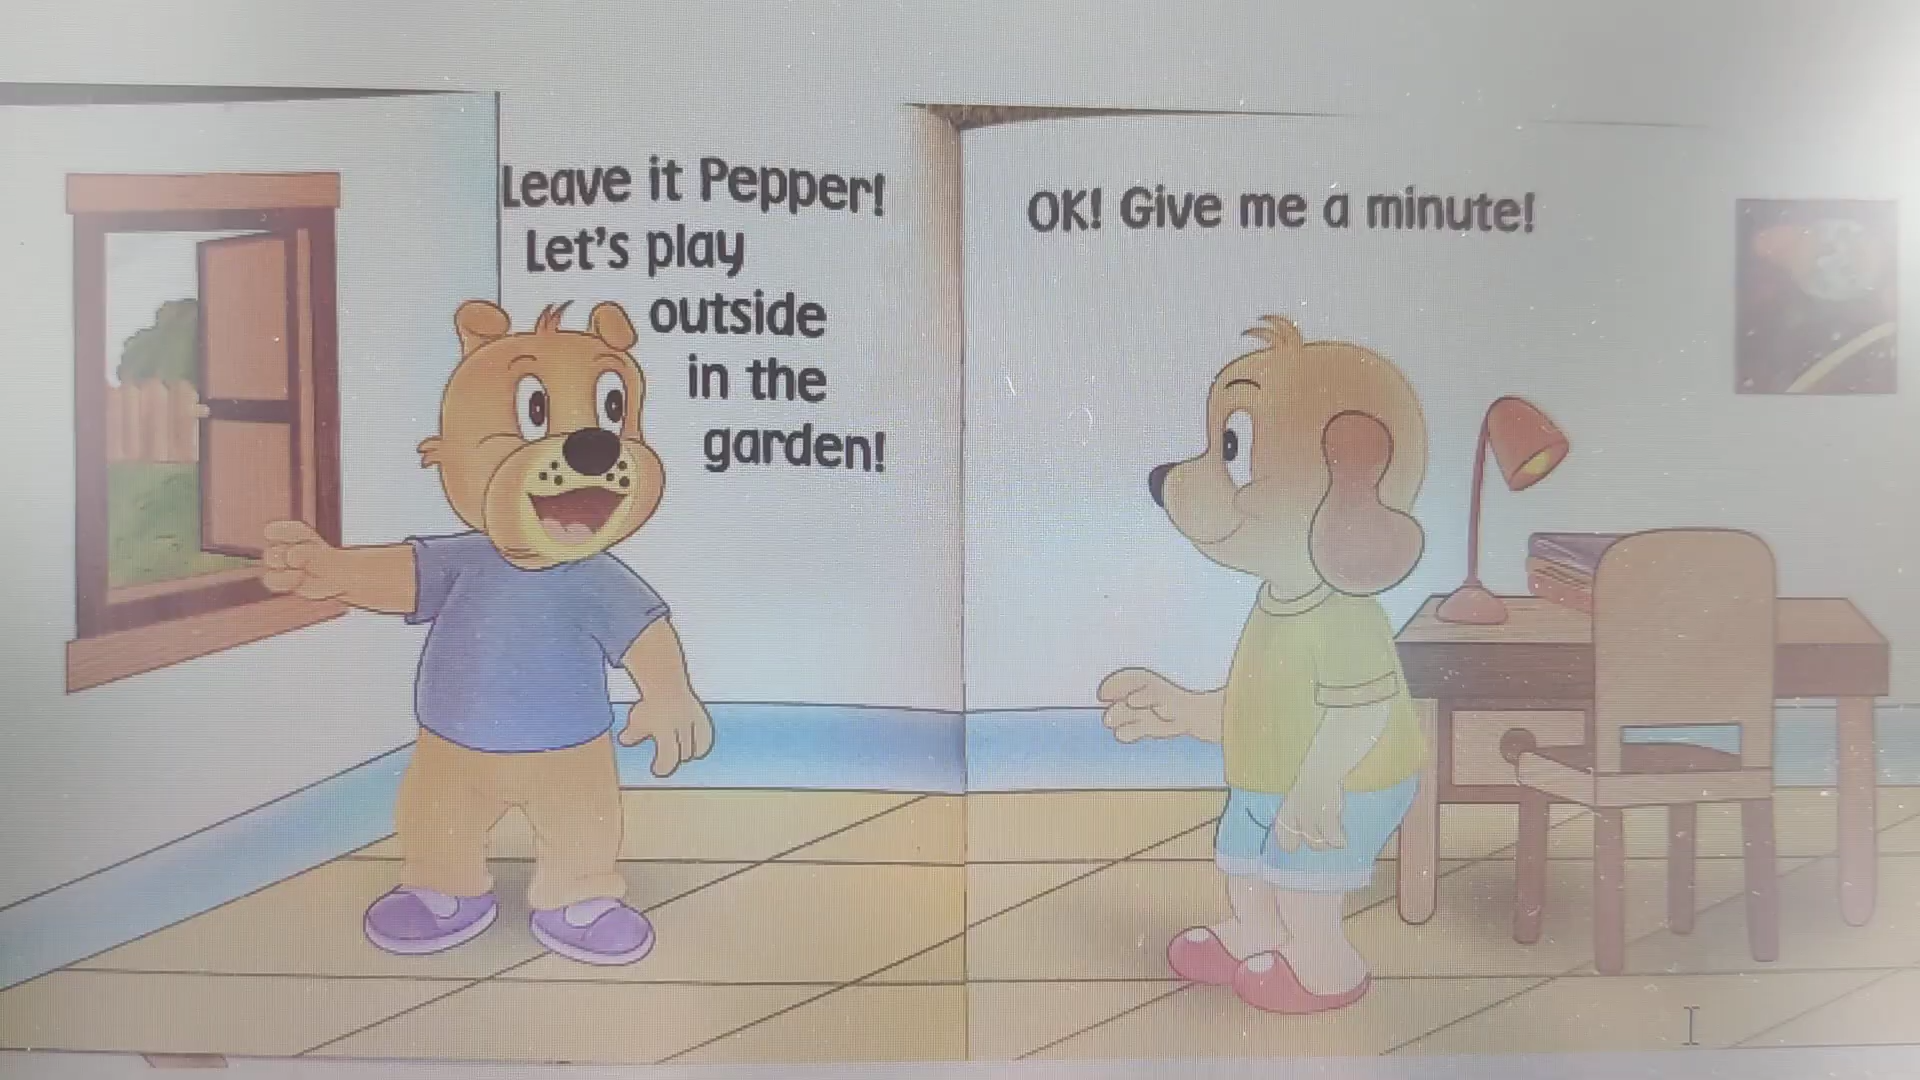 Leave it Pepper!
Let's play
outside
in the
garden!
OK! Give me a minute!